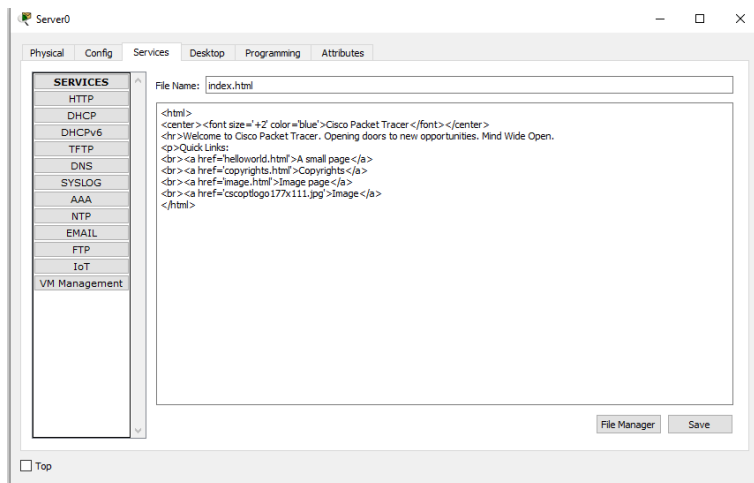 Server0
Physical Config Services Desktop Programming Attributes
SERVICES
HTTP
DHCP
DHCPv6
TFTP
DNS
SYSLOG
AAA
NTP
EMAIL
FTP
IoT
VM Management
File Name: index.html
<html>
<center><font size='+2' color='blue'>Cisco Packet Tracer</font></center>
<hr>Welcome to Cisco Packet Tracer. Opening doors to new opportunities. Mind Wide Open.
<p>Quick Links:
<br><a href='helloworld.html'>A small page</a>
<br><a href='copyrights.html'>Copyrights</a>
<br><a href='image.html'>Image page</a>
<br><a href='cscoptlogo177x111.jpg'>Image</a>
</html>
File Manager Save
Top